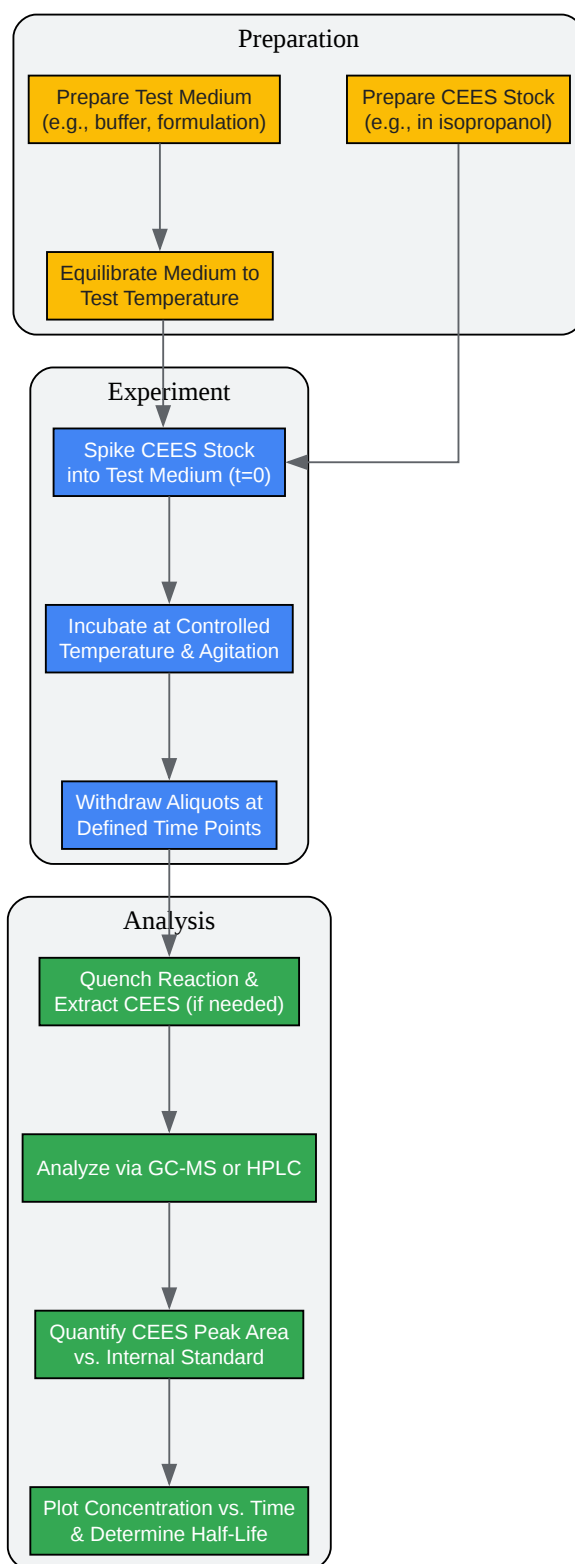 Preparation
Prepare Test Medium
(e.g., buffer, formulation)
Prepare CEES Stock
(e.g., in isopropanol)
Equilibrate Medium to
Test Temperature
Experiment
Spike CEES Stock
into Test Medium (t=0)
Incubate at Controlled
Temperature & Agitation
Withdraw Aliquots at
Defined Time Points
Analysis
Quench Reaction &
Extract CEES (if needed)
Analyze via GC-MS or HPLC
Quantify CEES Peak Area
vs. Internal Standard
Plot Concentration vs. Time
& Determine Half-Life